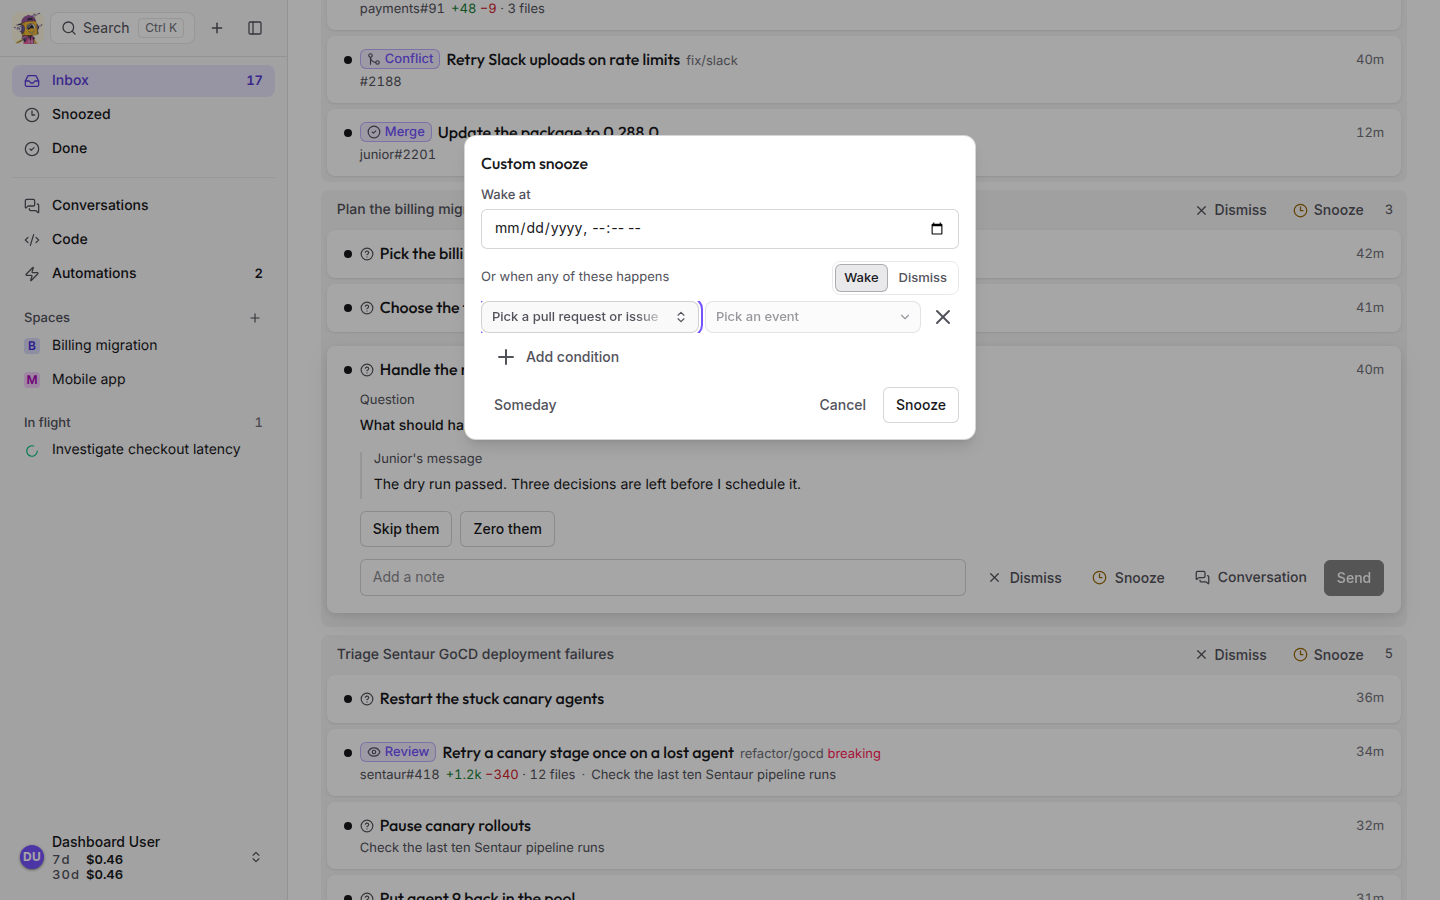 Search Ctrl K
Inbox 17
Snoozed
Done
Conversations
Code
Automations 2
Spaces
B Billing migration
M Mobile app
In flight 1
Investigate checkout latency
DU Dashboard User
7d $0.46
30d $0.46
payments#91 +48 −9 · 3 files
Conflict Retry Slack uploads on rate limits fix/slack 40m
#2188
Merge Update the package to 0.288.0 12m
junior#2201
Plan the billing Dismiss Snooze 3
Pick the 42m
Choose the 41m
Handle the 40m
Question
What should
Junior's message
The dry run passed. Three decisions are left before I schedule it.
Skip them Zero them
Add a note Dismiss Snooze Conversation Send
Triage Sentaur GoCD deployment failures Dismiss Snooze 5
Restart the stuck canary agents 36m
Review Retry a canary stage once on a lost agent refactor/gocd breaking 34m
sentaur#418 +1.2k −340 · 12 files · Check the last ten Sentaur pipeline runs
Pause canary rollouts 32m
Check the last ten Sentaur pipeline runs
Put agent 9 back in the pool 31m
Custom snooze
Wake at
mm/dd/yyyy, --:-- --
Or when any of these happens Wake Dismiss
Pick a pull request or issue Pick an event
Add condition
Someday Cancel Snooze